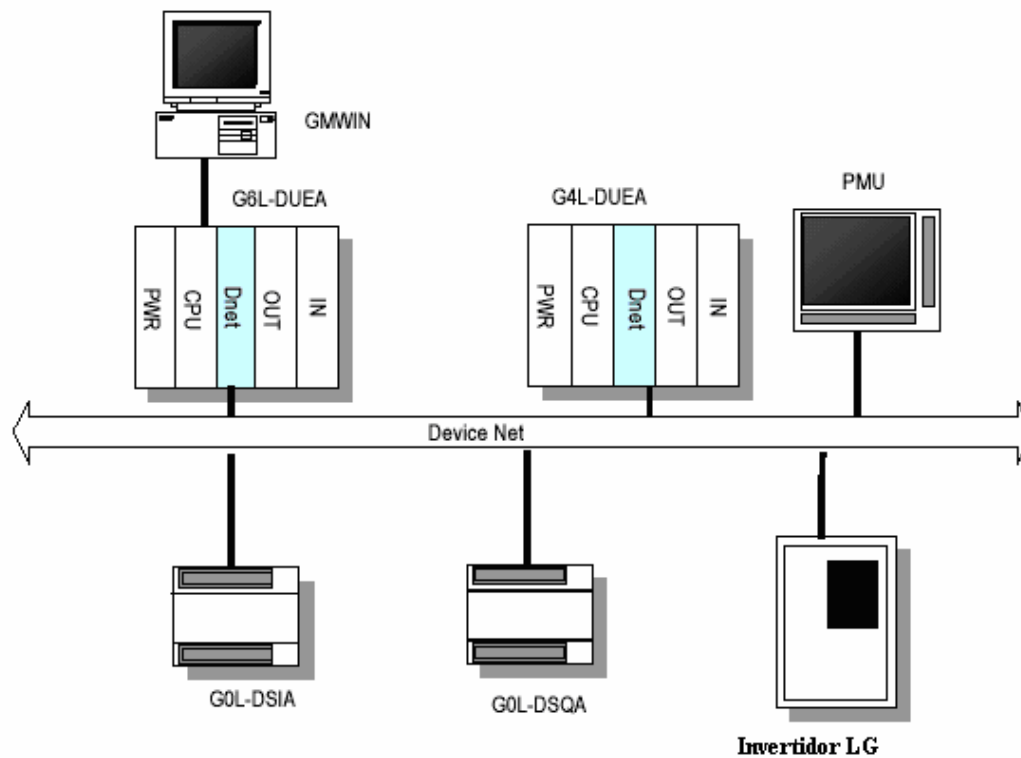 GMWIN
G6L-DUEA
G4L-DUEA
PMU
PWR
CPU
Dnet
OUT
IN
PWR
CPU
Dnet
OUT
IN
Device Net
G0L-DSIA
G0L-DSQA
Invertidor LG